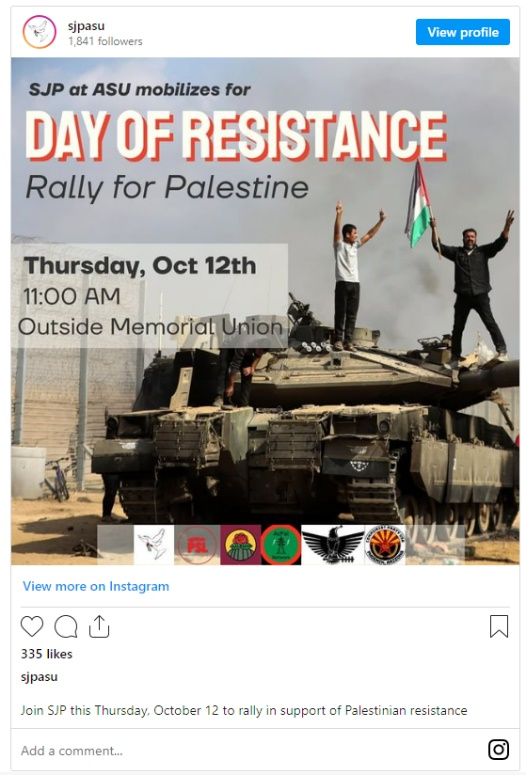 sjpasu
1,841 followers
View profile
SJP at ASU mobilizes for
DAY OF RESISTANCE
Rally for Palestine
Thursday, Oct 12th
11:00 AM
Outside Memorial Union
PSL
View more on Instagram
335 likes
sjpasu
Join SJP this Thursday, October 12 to rally in support of Palestinian resistance
Add a comment...